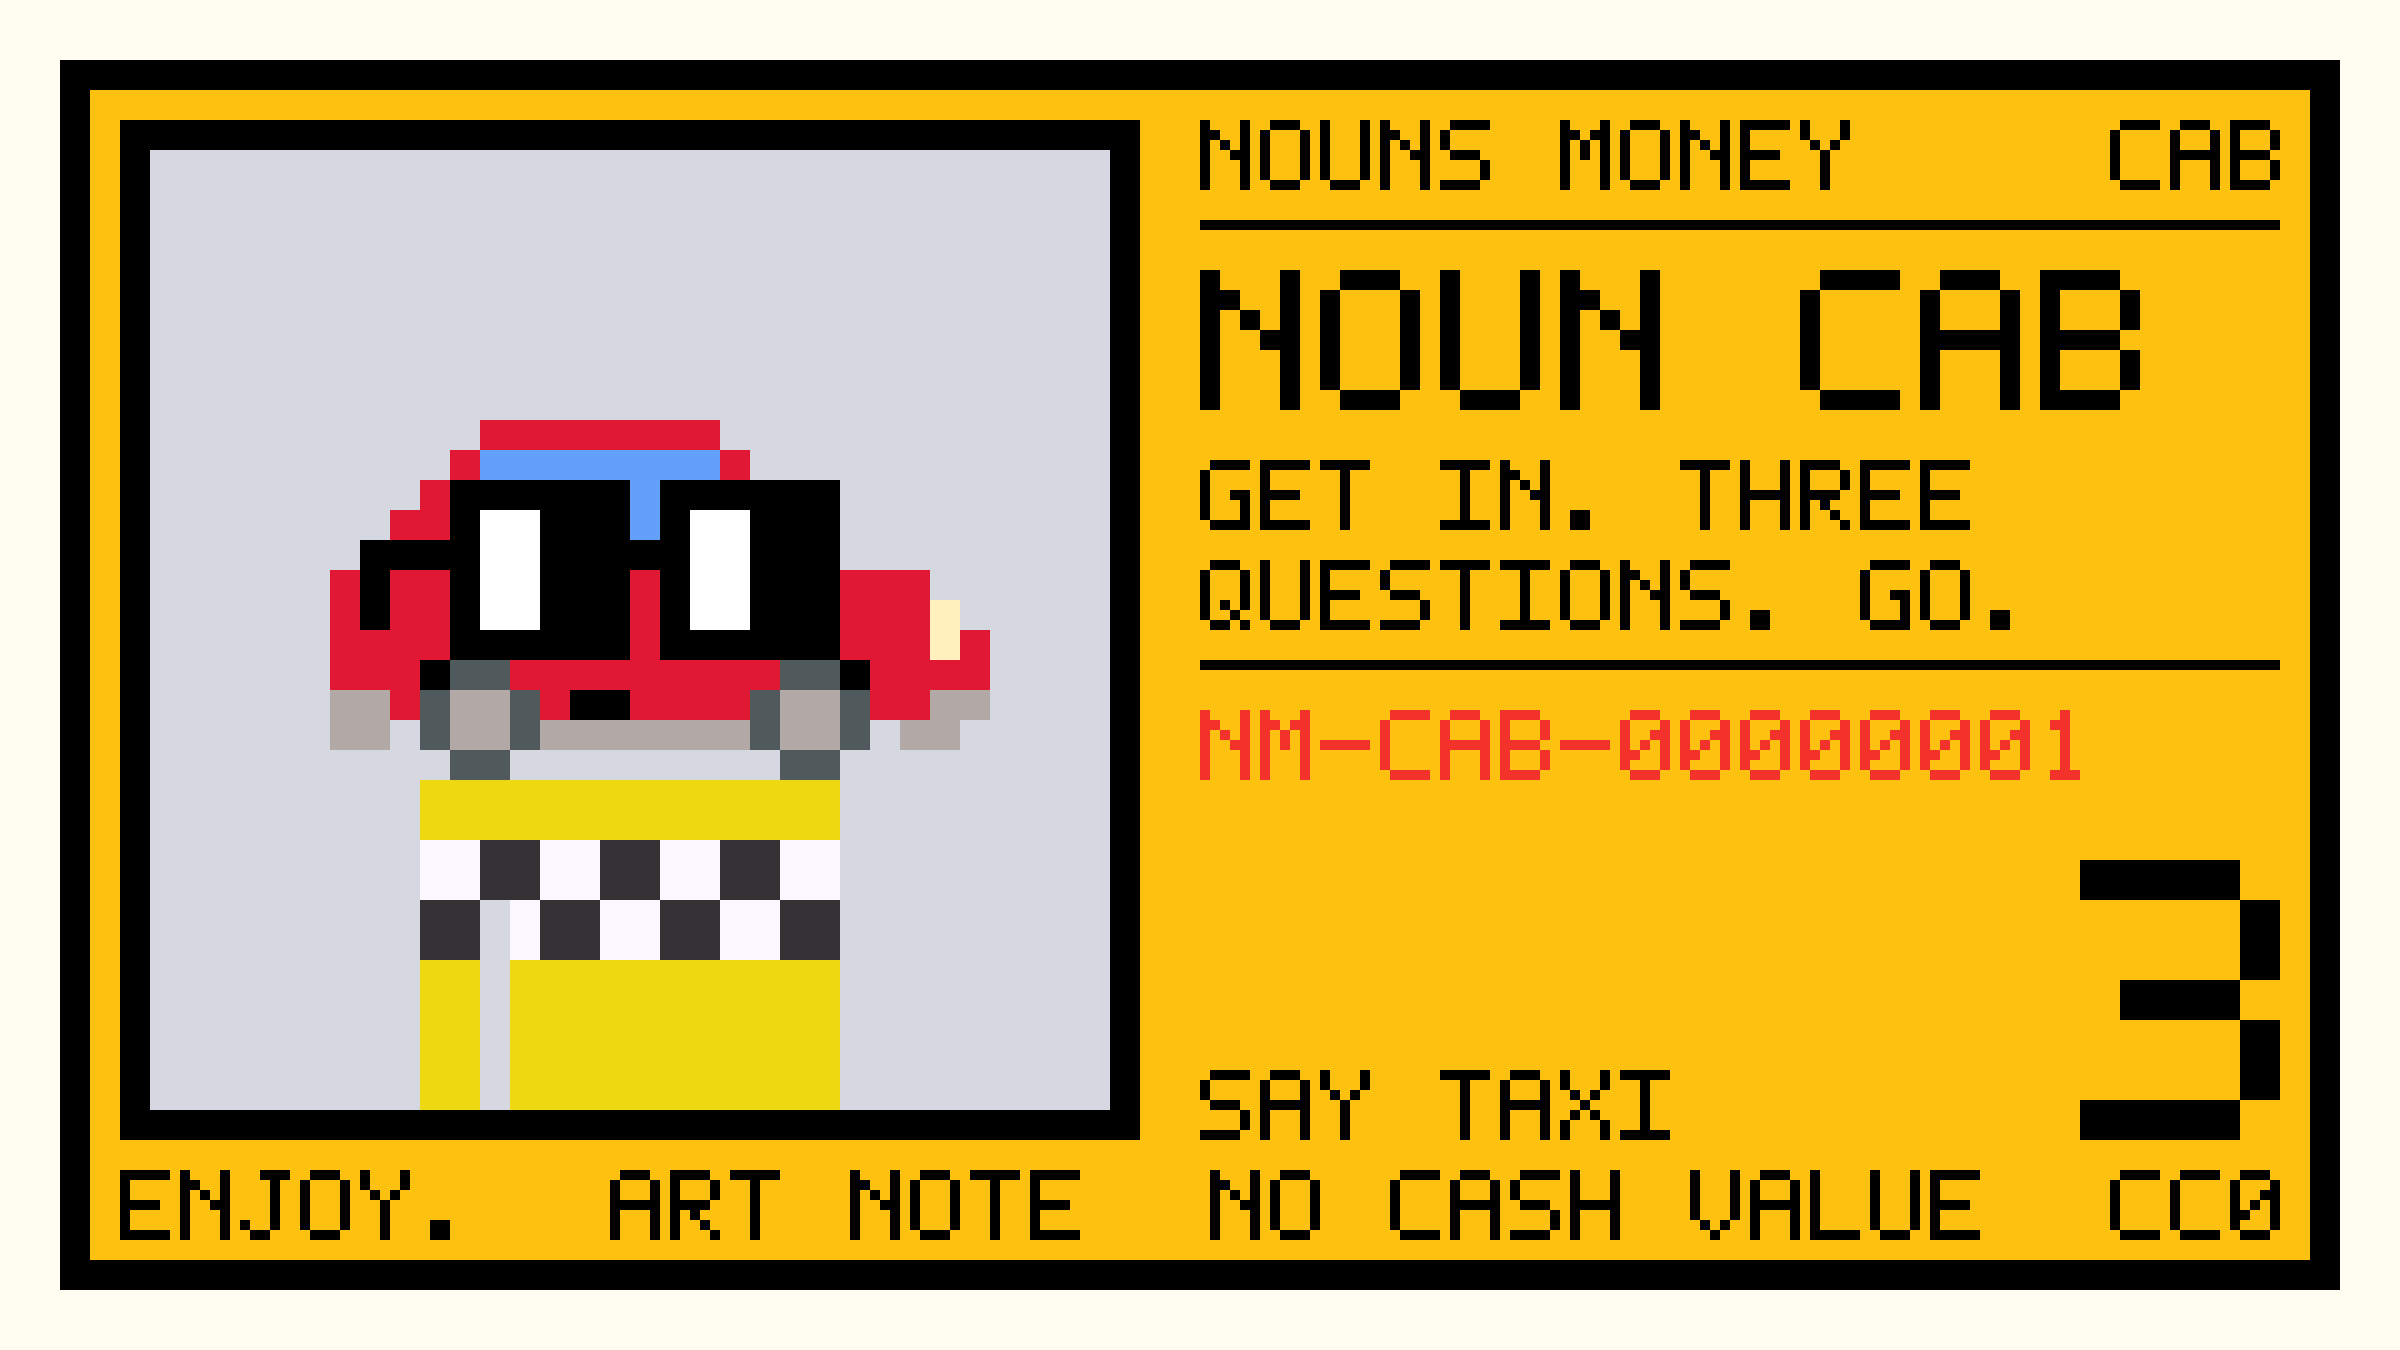 NOUNS MONEY CAB
NOUN CAB
GET IN. THREE
QUESTIONS. GO.
NM-CAB-00000001
3
SAY TAXI
ENJOY. ART NOTE NO CASH VALUE CC0